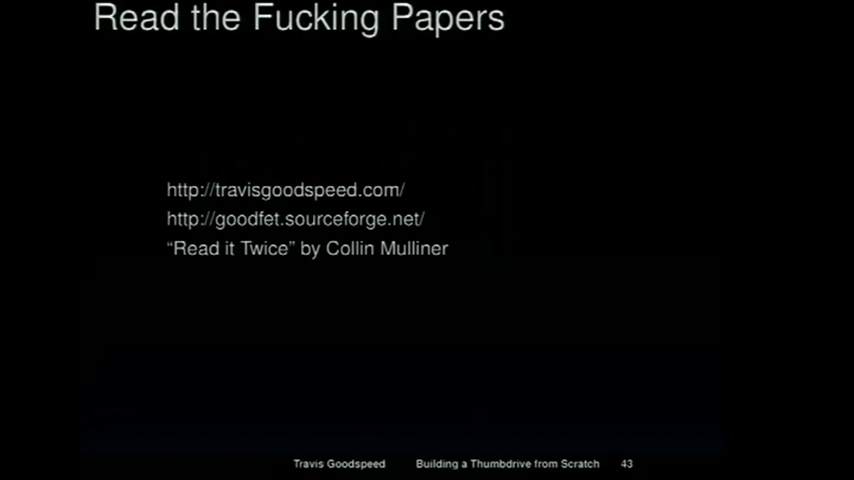 Read the Fucking Papers
http://travisgoodspeed.com/
http://goodfet.sourceforge.net/
“Read it Twice” by Collin Mulliner
Travis Goodspeed Building a Thumbdrive from Scratch 43